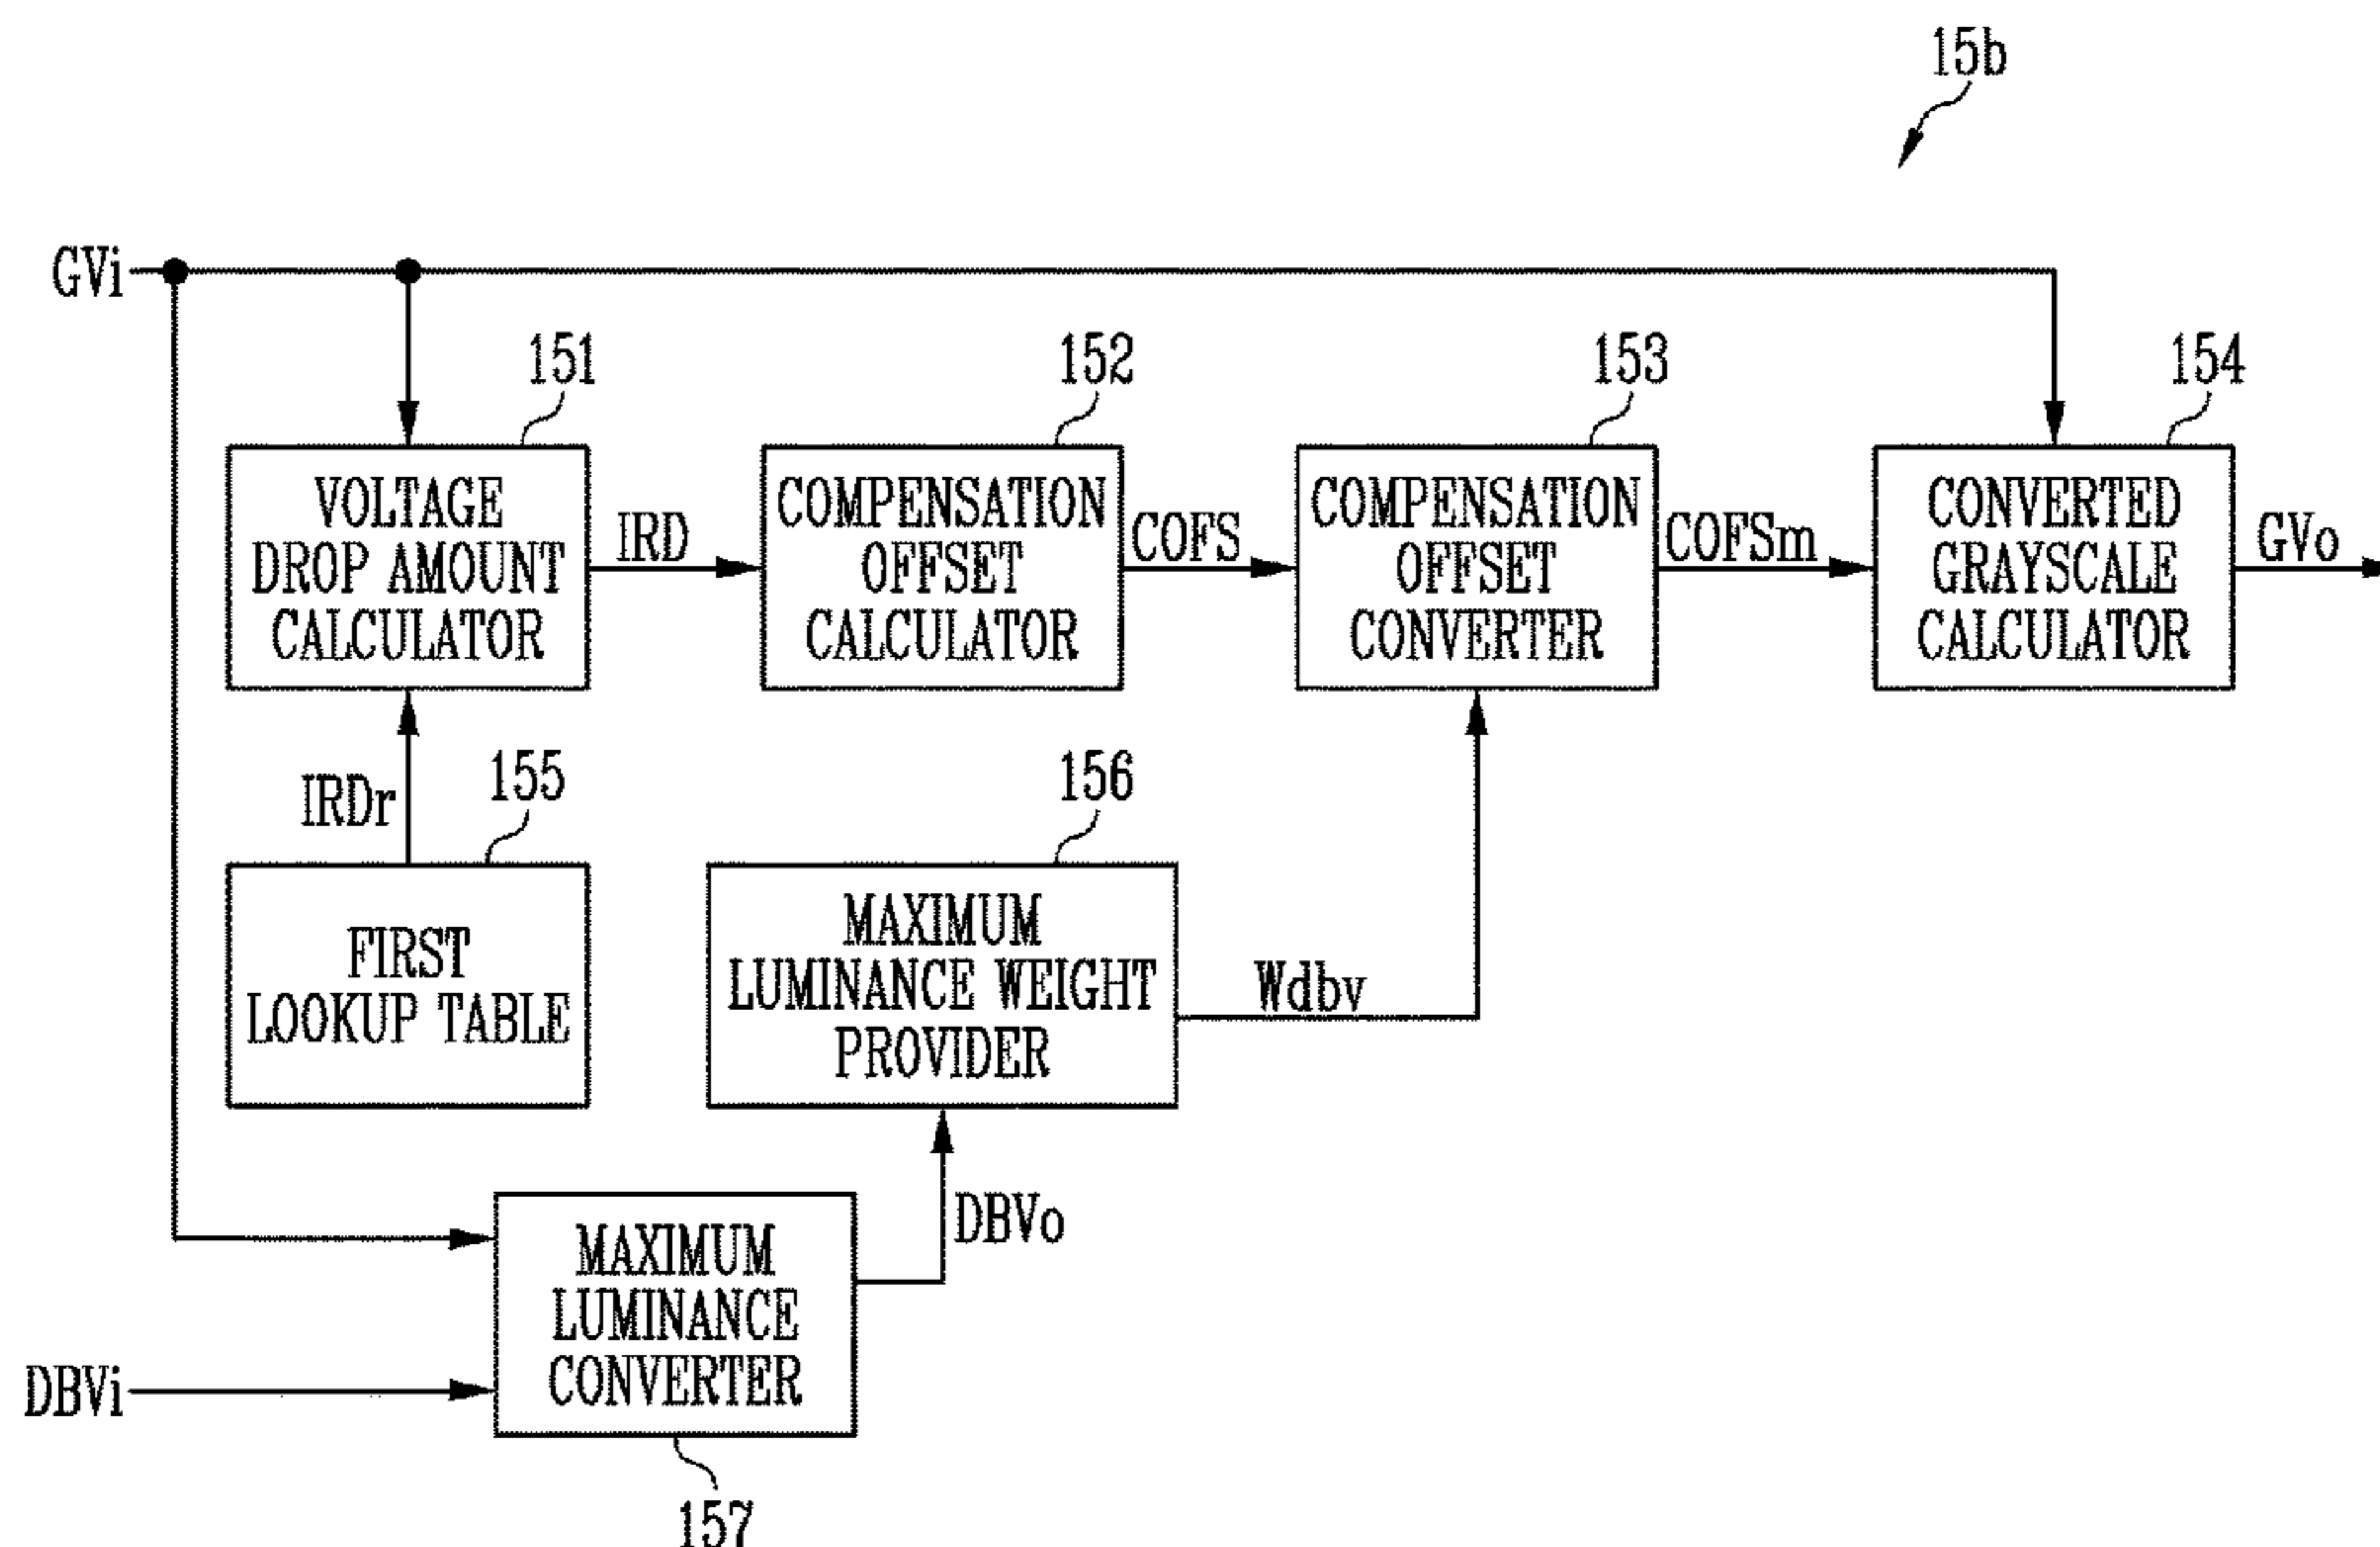 15b
GVi
151
152
153
154
VOLTAGE
DROP AMOUNT
CALCULATOR
IRD
COMPENSATION
OFFSET
CALCULATOR
COFS
COMPENSATION
OFFSET
CONVERTER
COFSm
CONVERTED
GRAYSCALE
CALCULATOR
GVo
IRDr
155
156
FIRST
LOOKUP TABLE
MAXIMUM
LUMINANCE WEIGHT
PROVIDER
Wdbv
DBVo
MAXIMUM
LUMINANCE
CONVERTER
DBVi
157